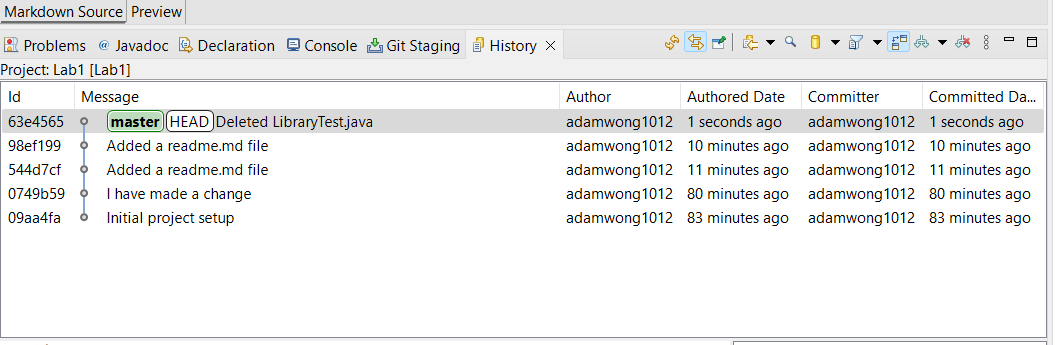 Markdown Source Preview
Problems @ Javadoc Declaration Console Git Staging History
Project: Lab1 [Lab1]
Id Message Author Authored Date Committer Committed Da...
63e4565 master HEAD Deleted LibraryTest.java adamwong1012 1 seconds ago adamwong1012 1 seconds ago
98ef199 Added a readme.md file adamwong1012 10 minutes ago adamwong1012 10 minutes ago
544d7cf Added a readme.md file adamwong1012 11 minutes ago adamwong1012 11 minutes ago
0749b59 I have made a change adamwong1012 80 minutes ago adamwong1012 80 minutes ago
09aa4fa Initial project setup adamwong1012 83 minutes ago adamwong1012 83 minutes ago